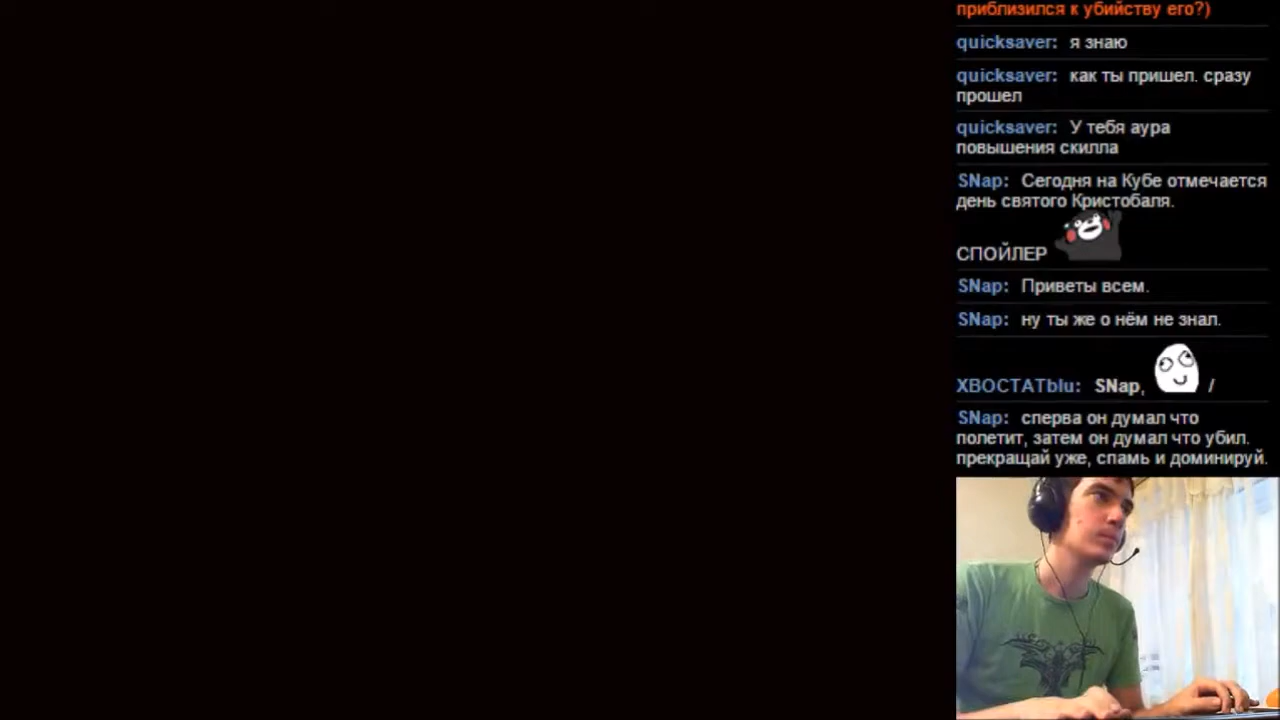 приблизился к убийству его?)
quicksaver: я знаю
quicksaver: как ты пришел. сразу
прошел
quicksaver: У тебя аура
повышения скилла
SNap: Сегодня на Кубе отмечается
день святого Кристобаля.
СПОЙЛЕР
SNap: Приветы всем.
SNap: ну ты же о нём не знал.
XBOCTATblu: SNap, /
SNap: сперва он думал что
полетит, затем он думал что убил.
прекращай уже, спамь и доминируй.